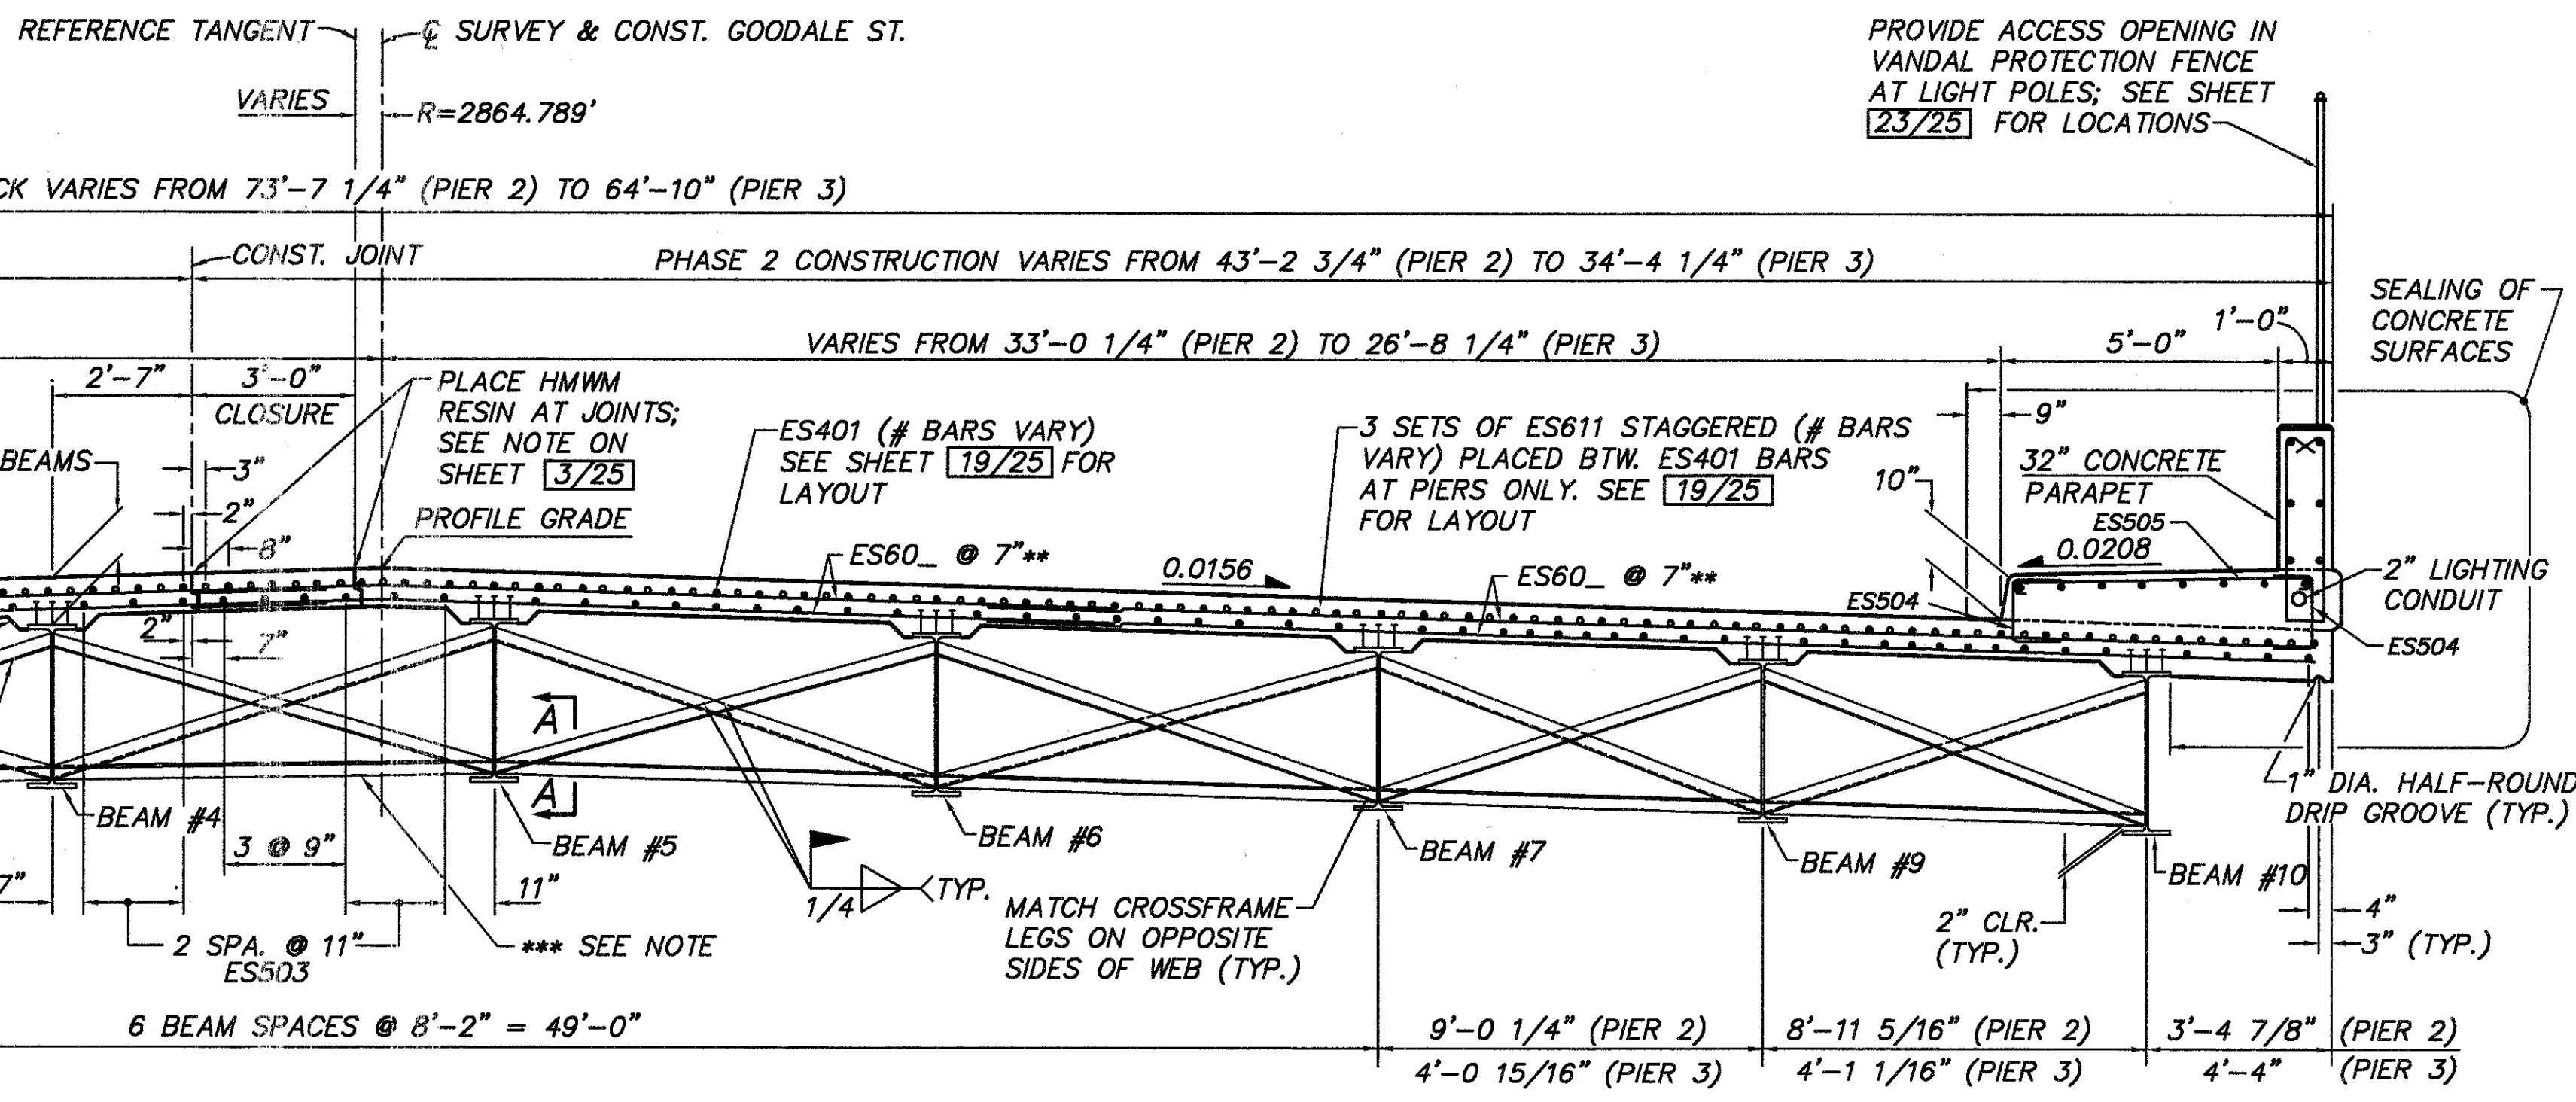 REFERENCE TANGENT
℄ SURVEY & CONST. GOODALE ST.
VARIES
R=2864.789'
PROVIDE ACCESS OPENING IN
VANDAL PROTECTION FENCE
AT LIGHT POLES; SEE SHEET
23/25 FOR LOCATIONS
CK VARIES FROM 73'-7 1/4" (PIER 2) TO 64'-10" (PIER 3)
CONST. JOINT
PHASE 2 CONSTRUCTION VARIES FROM 43'-2 3/4" (PIER 2) TO 34'-4 1/4" (PIER 3)
SEALING OF
CONCRETE
SURFACES
VARIES FROM 33'-0 1/4" (PIER 2) TO 26'-8 1/4" (PIER 3)
5'-0"
1'-0"
2'-7"
3'-0"
CLOSURE
PLACE HMWM
RESIN AT JOINTS;
SEE NOTE ON
SHEET 3/25
ES401 (# BARS VARY)
SEE SHEET 19/25 FOR
LAYOUT
3 SETS OF ES611 STAGGERED (# BARS
VARY) PLACED BTW. ES401 BARS
AT PIERS ONLY. SEE 19/25
FOR LAYOUT
9"
10"
32" CONCRETE
PARAPET
ES505
BEAMS
3"
2"
8"
PROFILE GRADE
ES60_ @ 7"**
0.0156
ES60_ @ 7"**
0.0208
2" LIGHTING
CONDUIT
ES504
ES504
2"
7"
A
A
1" DIA. HALF-ROUND
DRIP GROOVE (TYP.)
BEAM #4
BEAM #5
BEAM #6
BEAM #7
BEAM #9
BEAM #10
3 @ 9"
7"
11"
1/4
TYP.
MATCH CROSSFRAME
LEGS ON OPPOSITE
SIDES OF WEB (TYP.)
2" CLR.
(TYP.)
4"
3" (TYP.)
2 SPA. @ 11"
ES503
*** SEE NOTE
6 BEAM SPACES @ 8'-2" = 49'-0"
9'-0 1/4" (PIER 2)
4'-0 15/16" (PIER 3)
8'-11 5/16" (PIER 2)
4'-1 1/16" (PIER 3)
3'-4 7/8" (PIER 2)
4'-4" (PIER 3)